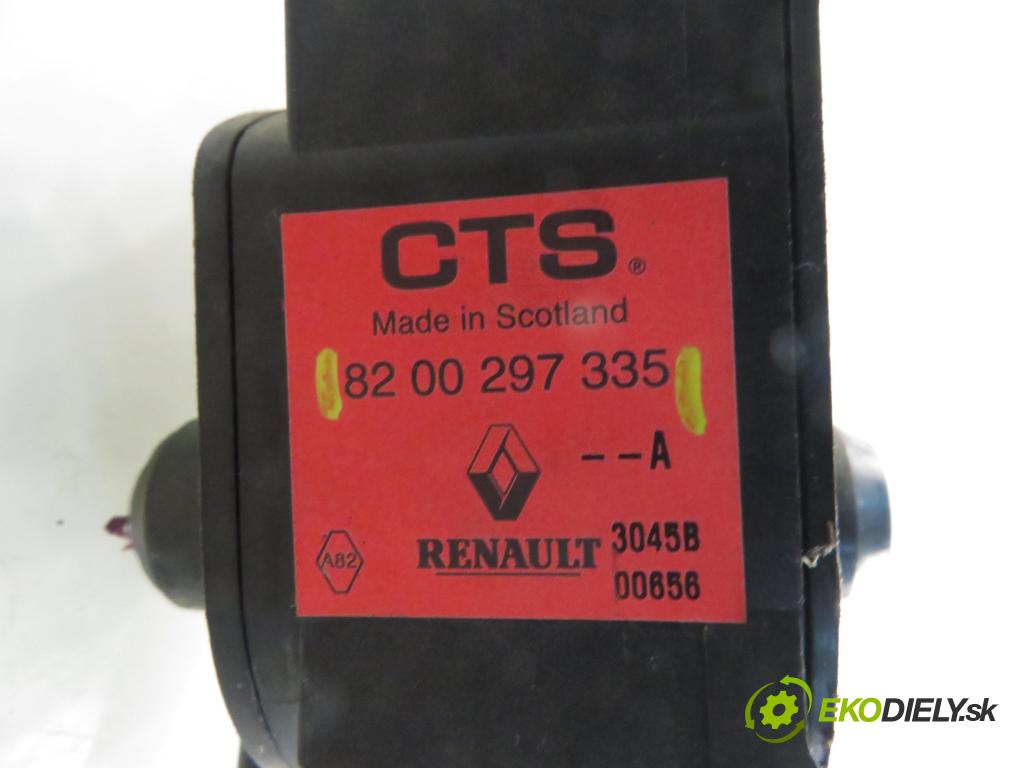 CTS®
Made in Scotland
82 00 297 335
--A
RENAULT 3045B
A82
00656
EKODIELY.sk